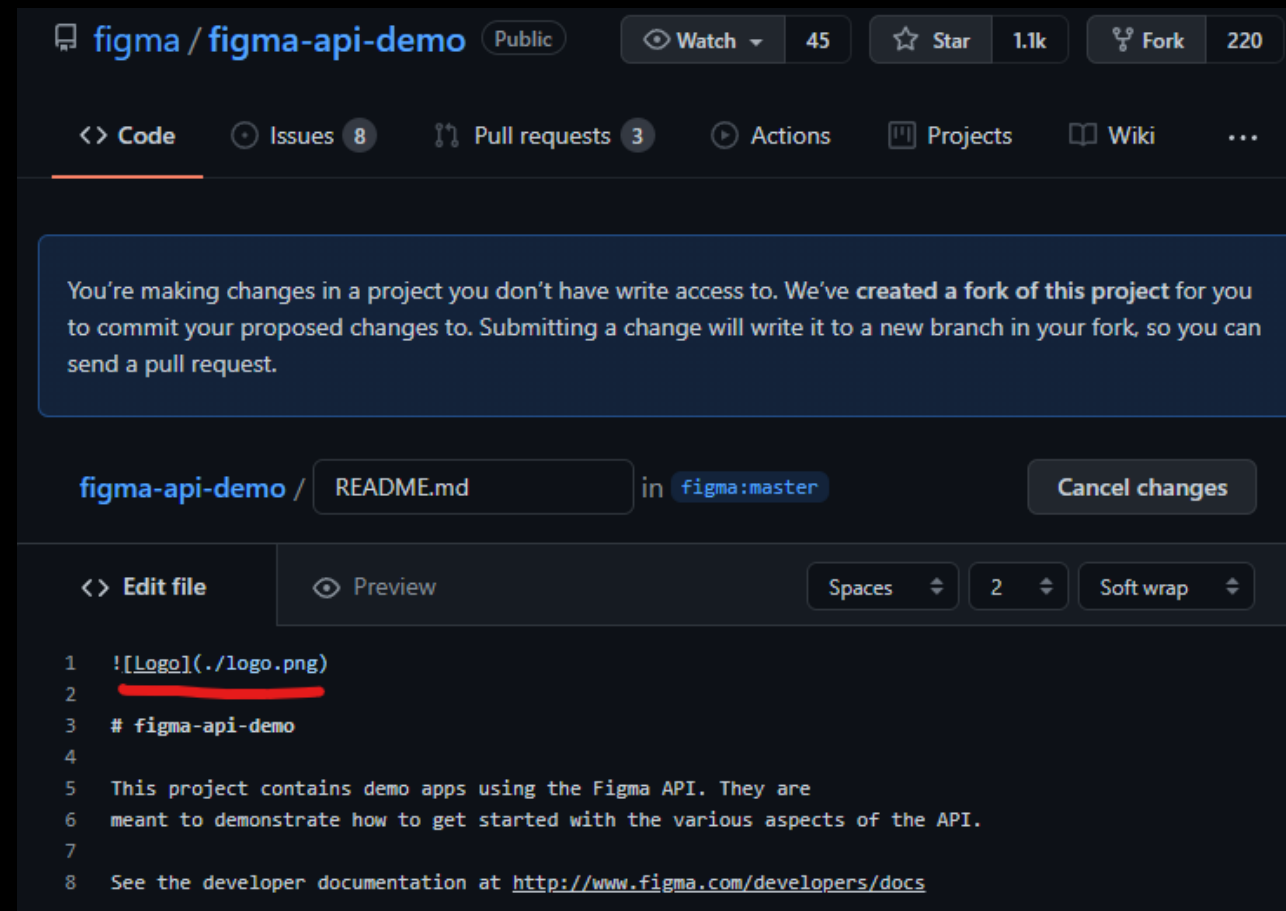 figma / figma-api-demo Public Watch 45 Star 1.1k Fork 220
<> Code Issues 8 Pull requests 3 Actions Projects Wiki ...
You're making changes in a project you don't have write access to. We've created a fork of this project for you
to commit your proposed changes to. Submitting a change will write it to a new branch in your fork, so you can
send a pull request.
figma-api-demo / README.md in figma:master Cancel changes
<> Edit file Preview Spaces 2 Soft wrap
1 ![Logo](./logo.png)
2
3 # figma-api-demo
4
5 This project contains demo apps using the Figma API. They are
6 meant to demonstrate how to get started with the various aspects of the API.
7
8 See the developer documentation at http://www.figma.com/developers/docs